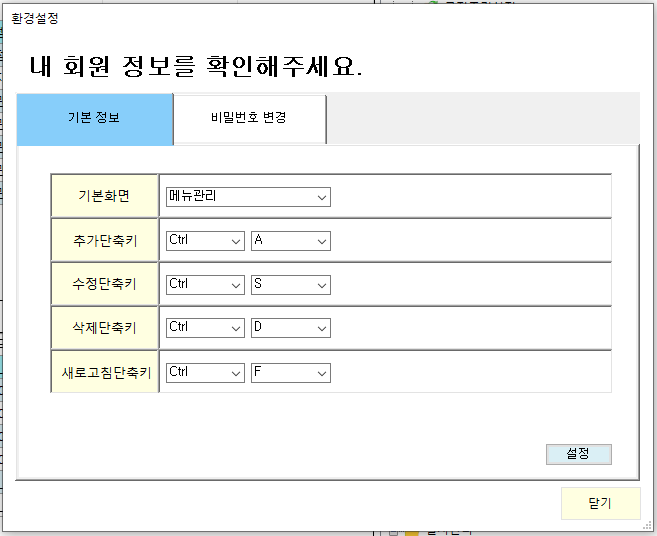 환경설정
내 회원 정보를 확인해주세요.
기본 정보 비밀번호 변경
기본화면 메뉴관리
추가단축키 Ctrl A
수정단축키 Ctrl S
삭제단축키 Ctrl D
새로고침단축키 Ctrl F
설정
닫기